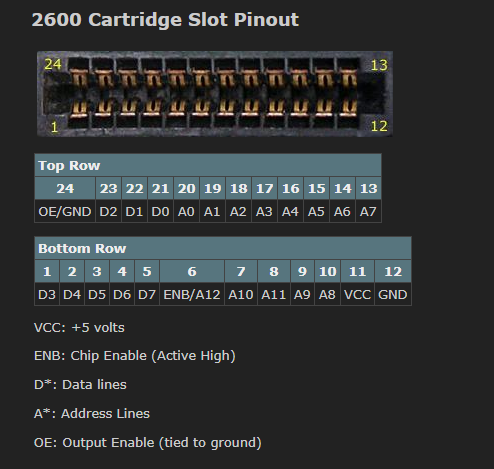 2600 Cartridge Slot Pinout
24 13
1 12
Top Row
24 23 22 21 20 19 18 17 16 15 14 13
OE/GND D2 D1 D0 A0 A1 A2 A3 A4 A5 A6 A7
Bottom Row
1 2 3 4 5 6 7 8 9 10 11 12
D3 D4 D5 D6 D7 ENB/A12 A10 A11 A9 A8 VCC GND
VCC: +5 volts
ENB: Chip Enable (Active High)
D*: Data lines
A*: Address Lines
OE: Output Enable (tied to ground)